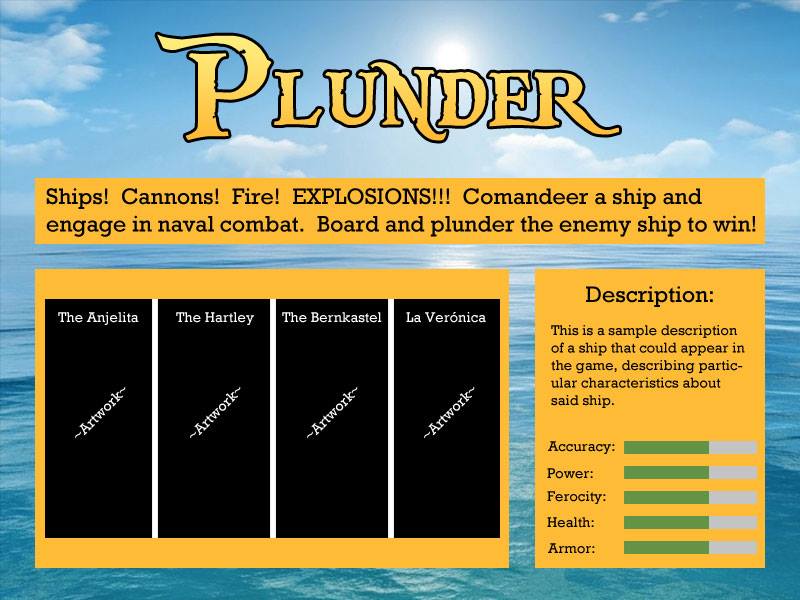 PLUNDER
Ships!  Cannons!  Fire!  EXPLOSIONS!!!  Comandeer a ship and
engage in naval combat.  Board and plunder the enemy ship to win!
The Anjelita
The Hartley
The Bernkastel
La Verónica
~Artwork~
~Artwork~
~Artwork~
~Artwork~
Description:
This is a sample description
of a ship that could appear in
the game, describing partic-
ular characteristics about
said ship.
Accuracy:
Power:
Ferocity:
Health:
Armor: